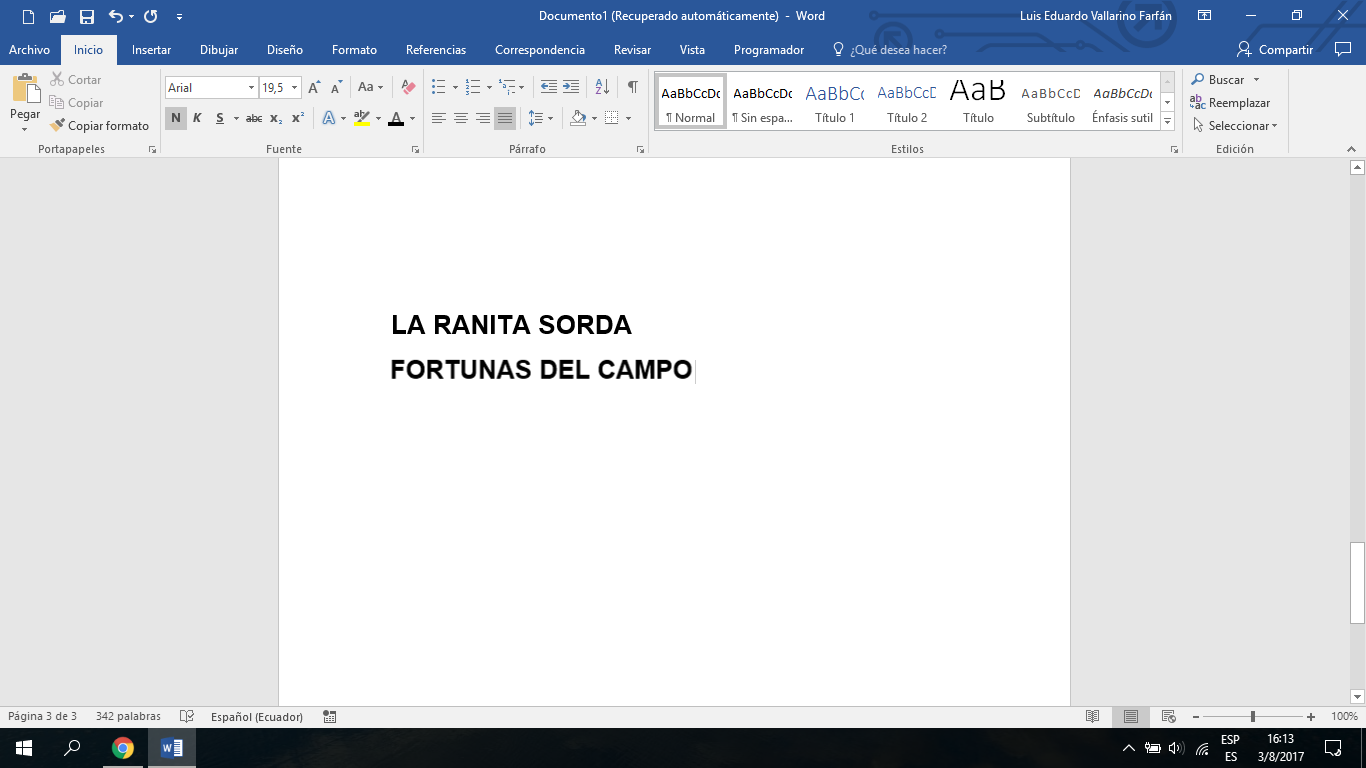 Documento1 (Recuperado automáticamente) - Word
Luis Eduardo Vallarino Farfán
Archivo Inicio Insertar Dibujar Diseño Formato Referencias Correspondencia Revisar Vista Programador ¿Qué desea hacer? Compartir
Pegar
Cortar
Copiar
Copiar formato
Portapapeles
Arial 19,5
Aa
N K S abc x₂ x²
Fuente
Párrafo
AaBbCcDc AaBbCcDc AaBbCc AaBbCcD AaB AaBbCcD AaBbCcDc
¶ Normal ¶ Sin espa... Título 1 Título 2 Título Subtítulo Énfasis sutil
Estilos
Buscar
Reemplazar
Seleccionar
Edición
LA RANITA SORDA
FORTUNAS DEL CAMPO
Página 3 de 3 342 palabras Español (Ecuador) 100%
ESP
ES
16:13
3/8/2017